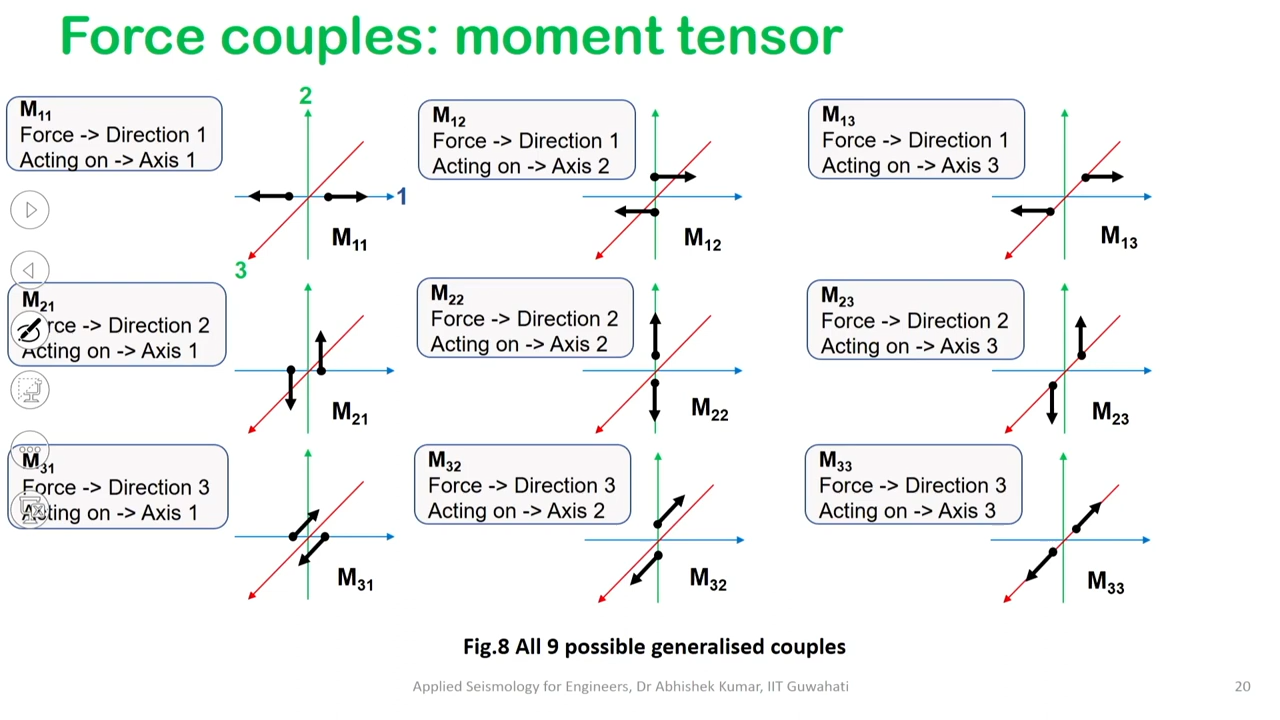 Force couples: moment tensor
M₁₁
Force -> Direction 1
Acting on -> Axis 1
2
1
3
M₁₁
M₁₂
Force -> Direction 1
Acting on -> Axis 2
M₁₂
M₁₃
Force -> Direction 1
Acting on -> Axis 3
M₁₃
M₂₁
rce -> Direction 2
Acting on -> Axis 1
M₂₁
M₂₂
Force -> Direction 2
Acting on -> Axis 2
M₂₂
M₂₃
Force -> Direction 2
Acting on -> Axis 3
M₂₃
M₃₁
Force -> Direction 3
Acting on -> Axis 1
M₃₁
M₃₂
Force -> Direction 3
Acting on -> Axis 2
M₃₂
M₃₃
Force -> Direction 3
Acting on -> Axis 3
M₃₃
Fig.8 All 9 possible generalised couples
Applied Seismology for Engineers, Dr Abhishek Kumar, IIT Guwahati
20